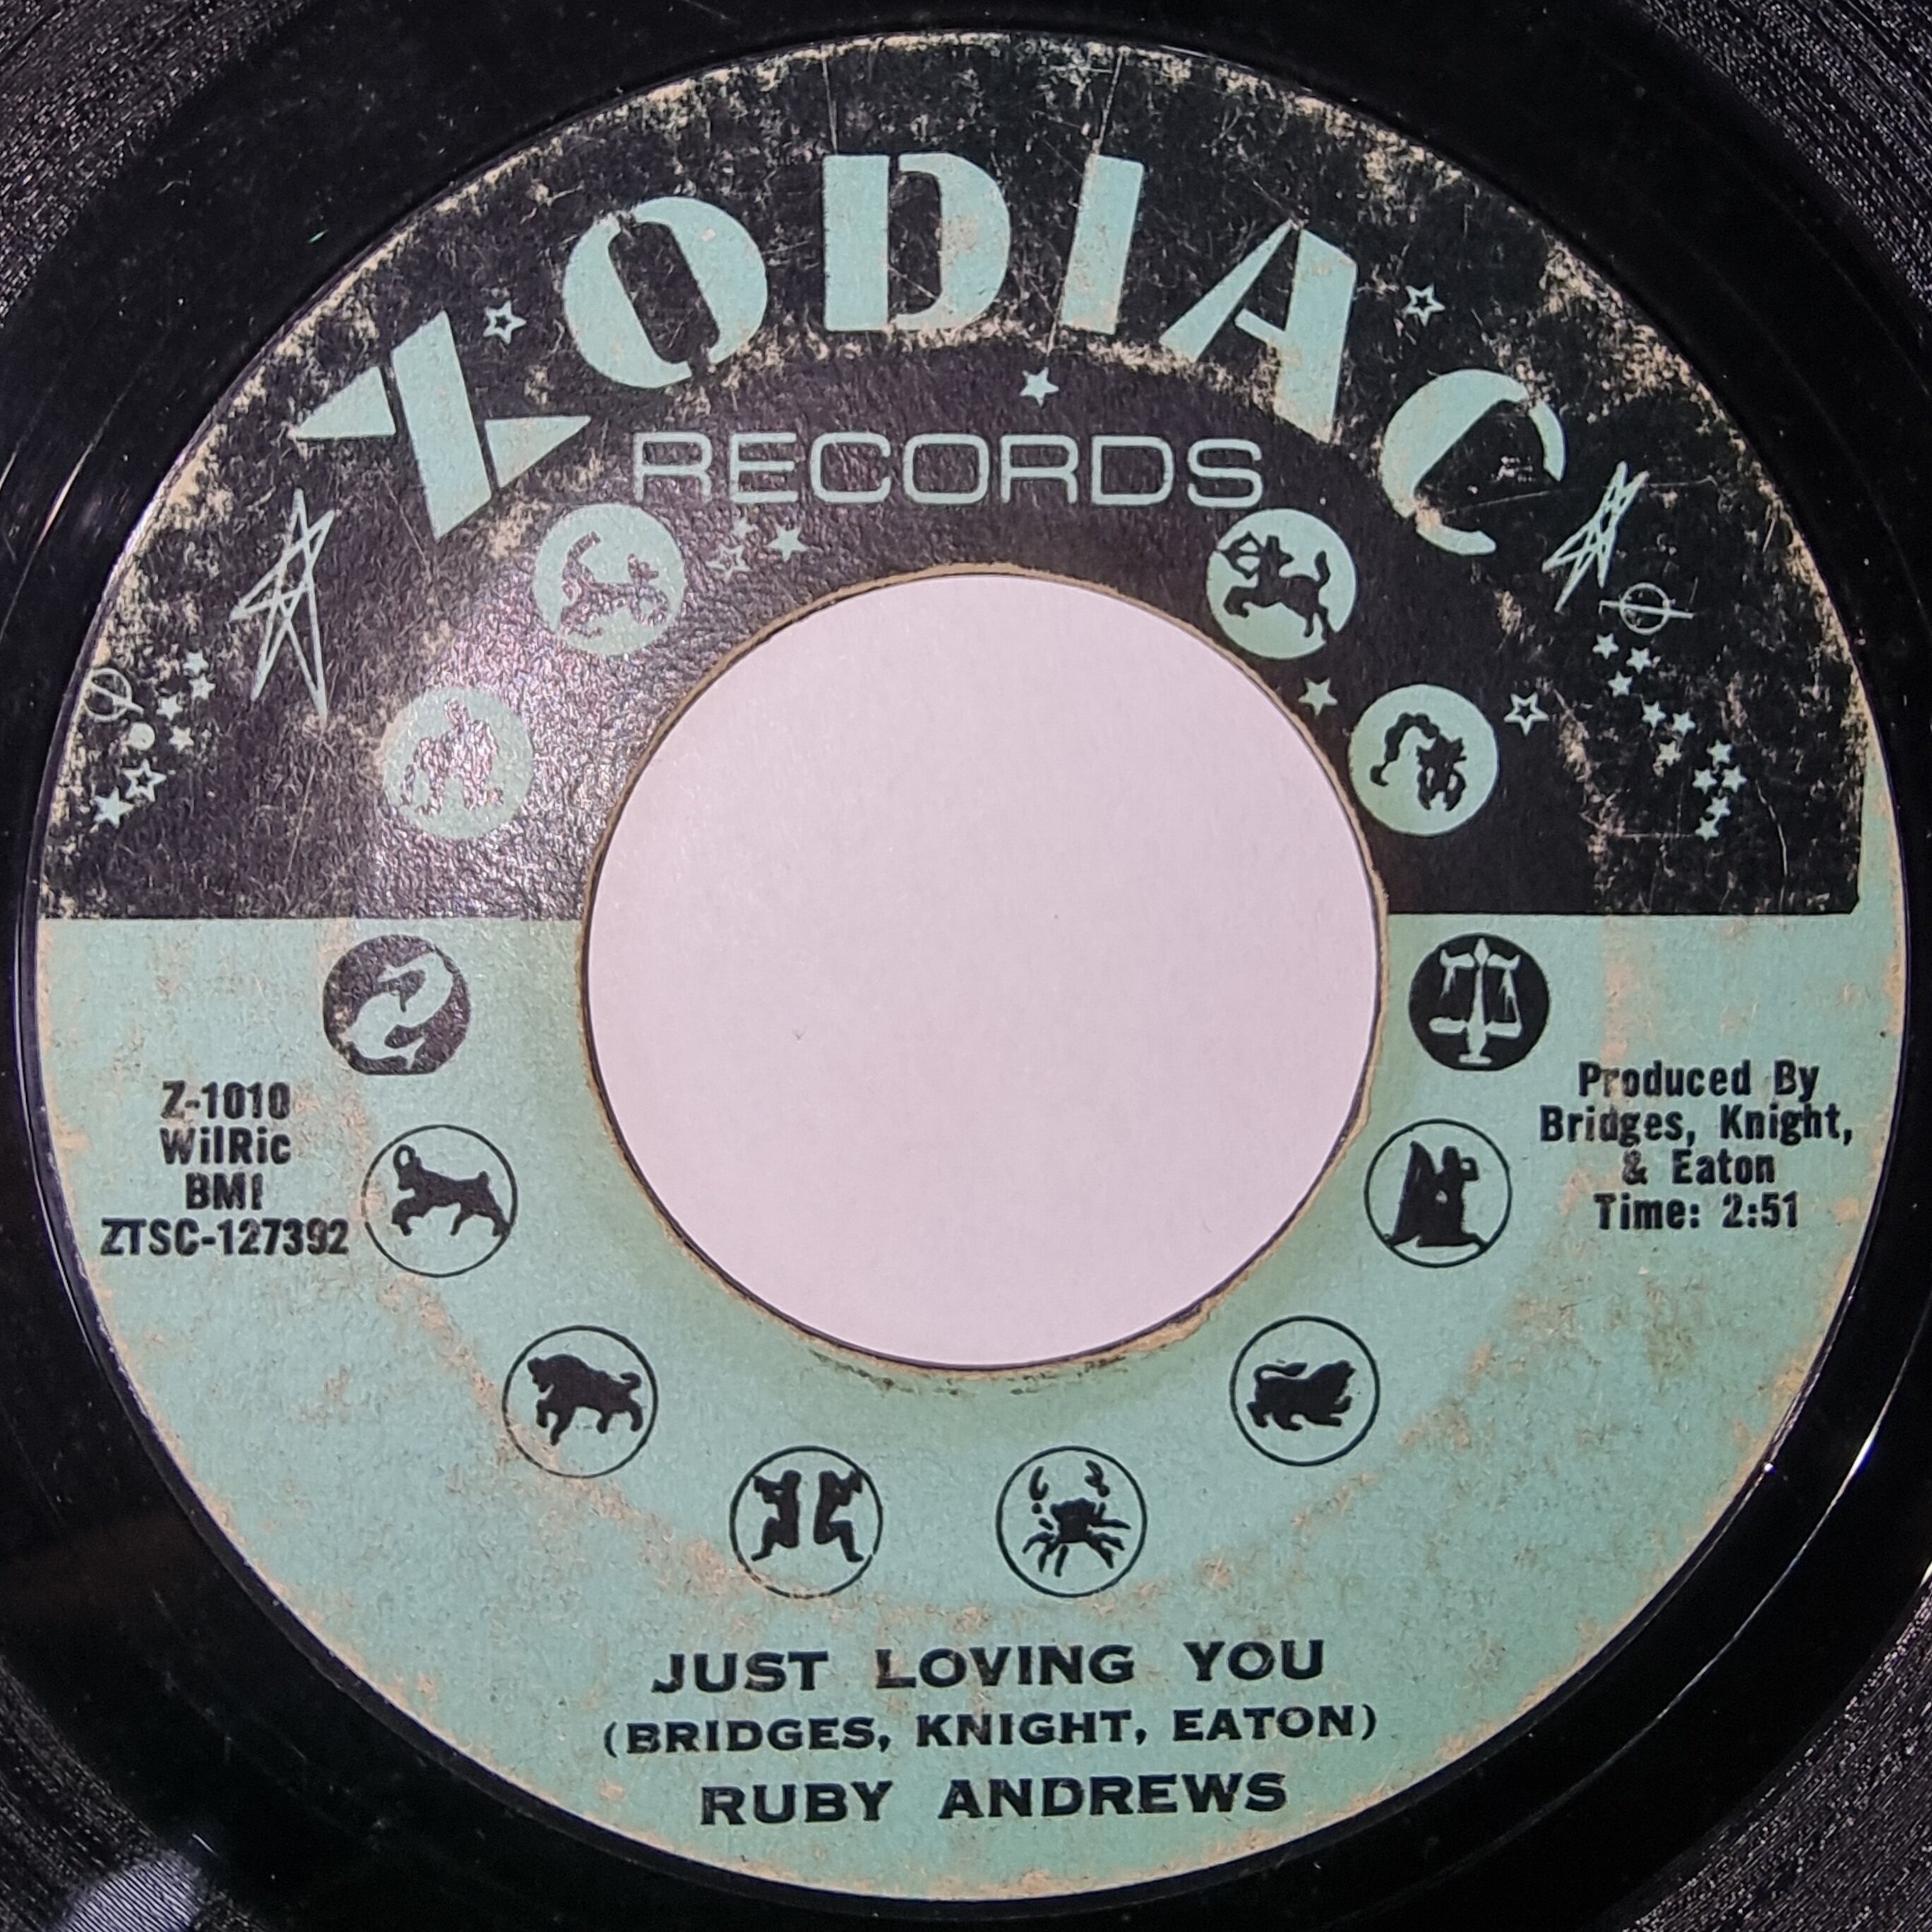 ZODIAC
RECORDS
Z-1010
WilRic
BMI
ZTSC-127392
Produced By
Bridges, Knight,
& Eaton
Time: 2:51
JUST LOVING YOU
(BRIDGES, KNIGHT, EATON)
RUBY ANDREWS